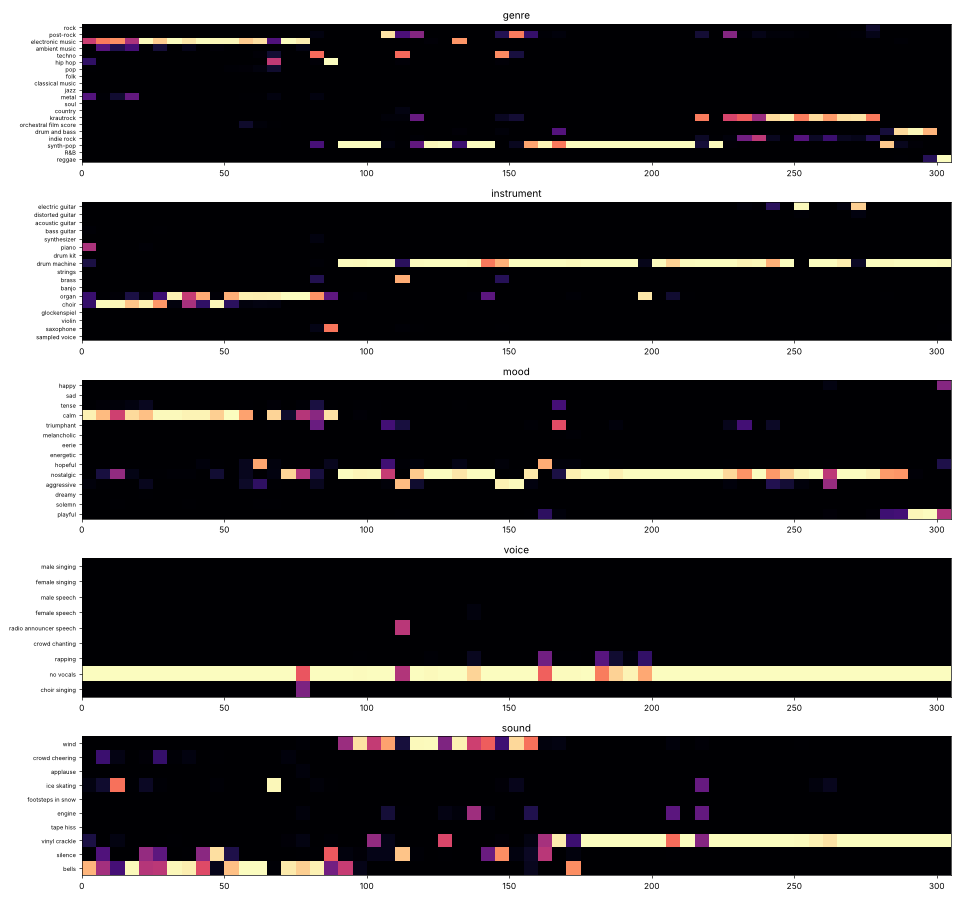 genre
rock
post-rock
electronic music
ambient music
techno
hip hop
pop
folk
classical music
jazz
metal
soul
country
krautrock
orchestral film score
drum and bass
indie rock
synth-pop
R&B
reggae
0 50 100 150 200 250 300
instrument
electric guitar
distorted guitar
acoustic guitar
bass guitar
synthesizer
piano
drum kit
drum machine
strings
brass
banjo
organ
choir
glockenspiel
violin
saxophone
sampled voice
0 50 100 150 200 250 300
mood
happy
sad
tense
calm
triumphant
melancholic
eerie
energetic
hopeful
nostalgic
aggressive
dreamy
solemn
playful
0 50 100 150 200 250 300
voice
male singing
female singing
male speech
female speech
radio announcer speech
crowd chanting
rapping
no vocals
choir singing
0 50 100 150 200 250 300
sound
wind
crowd cheering
applause
ice skating
footsteps in snow
engine
tape hiss
vinyl crackle
silence
bells
0 50 100 150 200 250 300